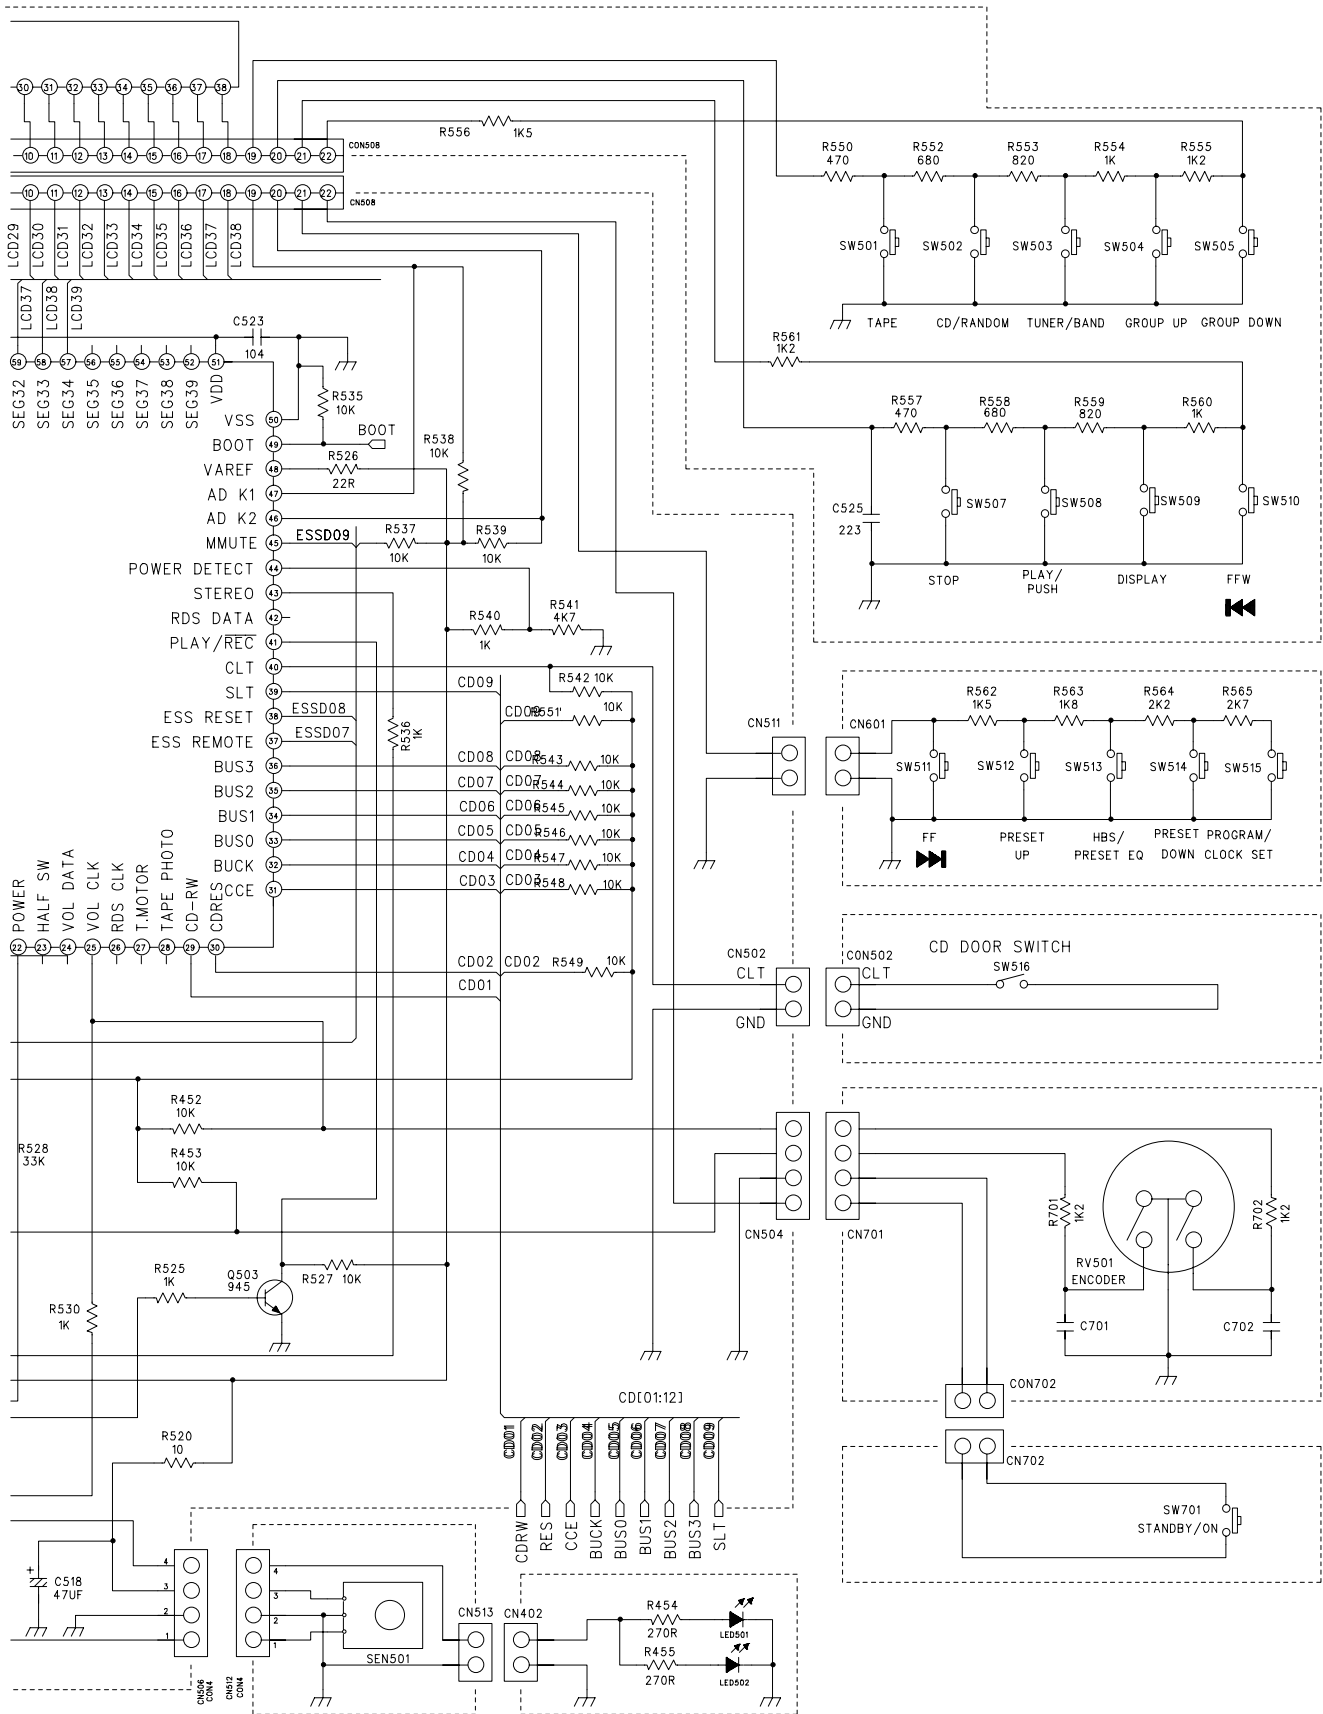 30 31 32 33 34 35 36 37 38
10 11 12 13 14 15 16 17 18 19 20 21 22
CON508
10 11 12 13 14 15 16 17 18 19 20 21 22
CN508
LCD29 LCD30 LCD31 LCD32 LCD33 LCD34 LCD35 LCD36 LCD37 LCD38
LCD37 LCD38 LCD39
R556 1K5
R550 470
R552 680
R553 820
R554 1K
R555 1K2
SW501 SW502 SW503 SW504 SW505
TAPE CD/RANDOM TUNER/BAND GROUP UP GROUP DOWN
C523
104
R561
1K2
59 58 57 56 55 54 53 52 51
SEG32 SEG33 SEG34 SEG35 SEG36 SEG37 SEG38 SEG39 VDD
R535
10K
BOOT
R538
10K
R526
22R
R557 470
R558 680
R559 820
R560 1K
C525
223
SW507 SW508 SW509 SW510
STOP
PLAY/
PUSH
DISPLAY
FFW
VSS 50
BOOT 49
VAREF 48
AD K1 47
AD K2 46
MMUTE 45 ESSD09
POWER DETECT 44
STEREO 43
RDS DATA 42
PLAY/REC 41
CLT 40
SLT 39
ESS RESET 38 ESSD08
ESS REMOTE 37 ESSD07
BUS3 36
BUS2 35
BUS1 34
BUS0 33
BUCK 32
CCE 31
R537
10K
R539
10K
R540
1K
R541
4K7
R536
1K
CD09
R542 10K
CD09 R551 10K
CD08 CD08 R543 10K
CD07 CD07 R544 10K
CD06 CD06 R545 10K
CD05 CD05 R546 10K
CD04 CD04 R547 10K
CD03 CD03 R548 10K
CD02 CD02 R549 10K
CD01
POWER HALF SW VOL DATA VOL CLK RDS CLK T.MOTOR TAPE PHOTO CD-RW CDRES
22 23 24 25 26 27 28 29 30
CN511
CN601
R562 1K5
R563 1K8
R564 2K2
R565 2K7
SW511 SW512 SW513 SW514 SW515
FF
PRESET
UP
HBS/
PRESET EQ
PRESET
DOWN
PROGRAM/
CLOCK SET
CN502
CLT
GND
CON502
CLT
GND
CD DOOR SWITCH
SW516
R452
10K
R453
10K
R528
33K
CN504
CN701
R701
1K2
R702
1K2
RV501
ENCODER
C701
C702
R525
1K
Q503
945
R527 10K
R530
1K
CON702
CN702
SW701
STANDBY/ON
R520
10
CD[01:12]
CD01 CD02 CD03 CD04 CD05 CD06 CD07 CD08 CD09
CDRW RES CCE BUCK BUS0 BUS1 BUS2 BUS3 SLT
+
C518
47UF
4
3
2
1
CN506
CON4
CN512
CON4
4
3
2
1
SEN501
CN513
CN402
R454
270R
R455
270R
LED501
LED502